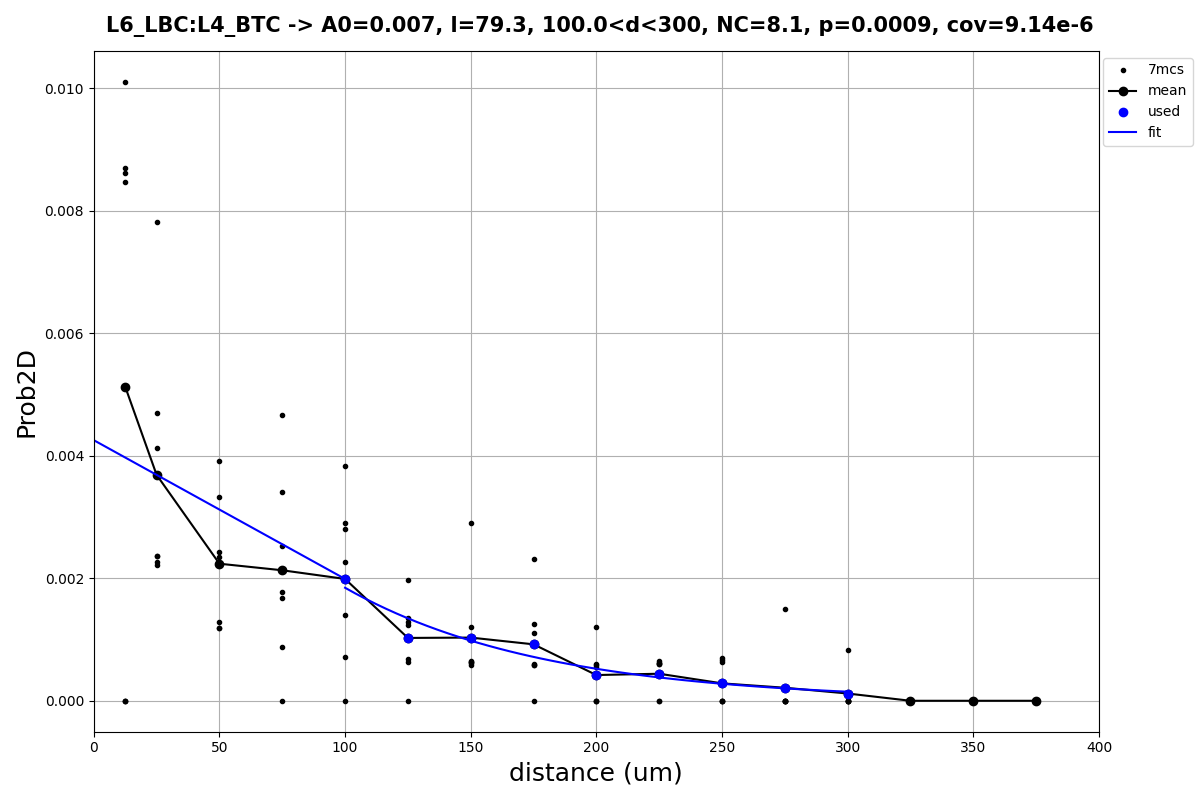 L6_LBC:L4_BTC -> A0=0.007, l=79.3, 100.0<d<300, NC=8.1, p=0.0009, cov=9.14e-6
7mcs
mean
used
fit
0.010
0.008
0.006
0.004
0.002
0.000
Prob2D
0 50 100 150 200 250 300 350 400
distance (um)